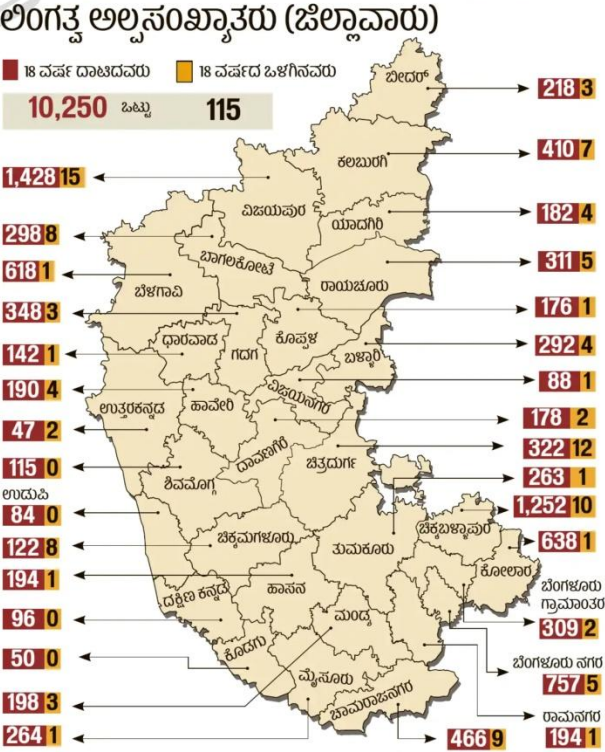 ಲಿಂಗತ್ವ ಅಲ್ಪಸಂಖ್ಯಾತರು (ಜಿಲ್ಲಾವಾರು)
18 ವರ್ಷ ದಾಟಿದವರು 18 ವರ್ಷದ ಒಳಗಿನವರು
10,250 ಒಟ್ಟು 115
ಬೀದರ್
218 3
ಕಲಬುರಗಿ
410 7
1,428 15
ವಿಜಯಪುರ
ಯಾದಗಿರಿ
182 4
298 8
ಬಾಗಲಕೋಟೆ
311 5
618 1
ಬೆಳಗಾವಿ
ರಾಯಚೂರು
348 3
176 1
ಧಾರವಾಡ
ಗದಗ
ಕೊಪ್ಪಳ
ಬಳ್ಳಾರಿ
292 4
142 1
88 1
190 4
ಉತ್ತರಕನ್ನಡ
ಹಾವೇರಿ
ವಿಜಯನಗರ
178 2
47 2
ದಾವಣಗೆರೆ
ಚಿತ್ರದುರ್ಗ
322 12
115 0
ಶಿವಮೊಗ್ಗ
263 1
ಉಡುಪಿ
84 0
1,252 10
ಚಿಕ್ಕಬಳ್ಳಾಪುರ
122 8
ಚಿಕ್ಕಮಗಳೂರು
ತುಮಕೂರು
638 1
ಕೋಲಾರ
194 1
ದಕ್ಷಿಣ ಕನ್ನಡ
ಹಾಸನ
ಬೆಂಗಳೂರು
ಗ್ರಾಮಾಂತರ
309 2
96 0
ಮಂಡ್ಯ
50 0
ಕೊಡಗು
ಬೆಂಗಳೂರು ನಗರ
757 5
ಮೈಸೂರು
198 3
ಚಾಮರಾಜನಗರ
ರಾಮನಗರ
264 1
466 9
194 1